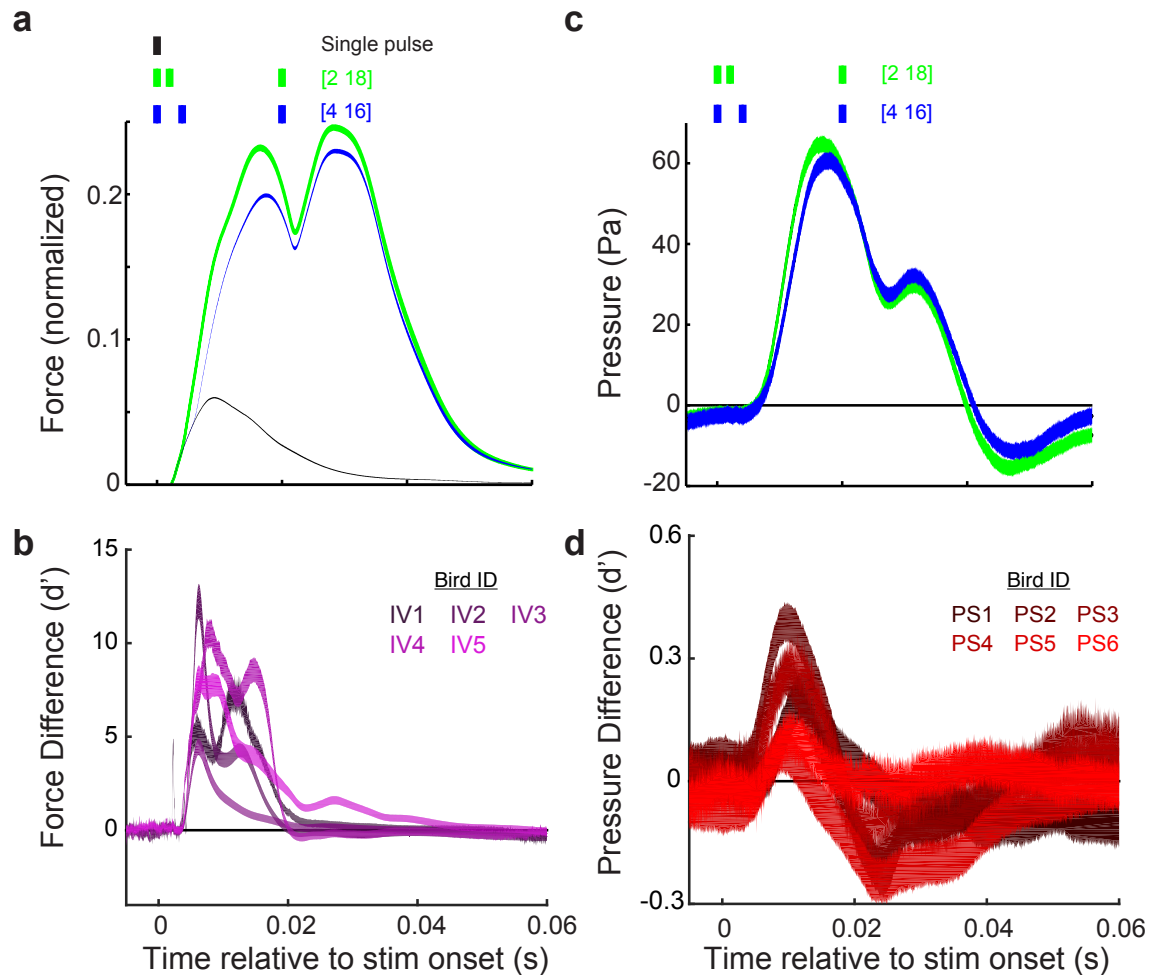 a
Single pulse
[2 18]
[4 16]
Force (normalized)
0.2
0.1
0
c
[2 18]
[4 16]
Pressure (Pa)
60
40
20
0
-20
b
Force Difference (d’)
15
10
5
0
Bird ID
IV1 IV2 IV3
IV4 IV5
0 0.02 0.04 0.06
Time relative to stim onset (s)
d
Pressure Difference (d’)
0.6
0.3
0
-0.3
Bird ID
PS1 PS2 PS3
PS4 PS5 PS6
0 0.02 0.04 0.06
Time relative to stim onset (s)